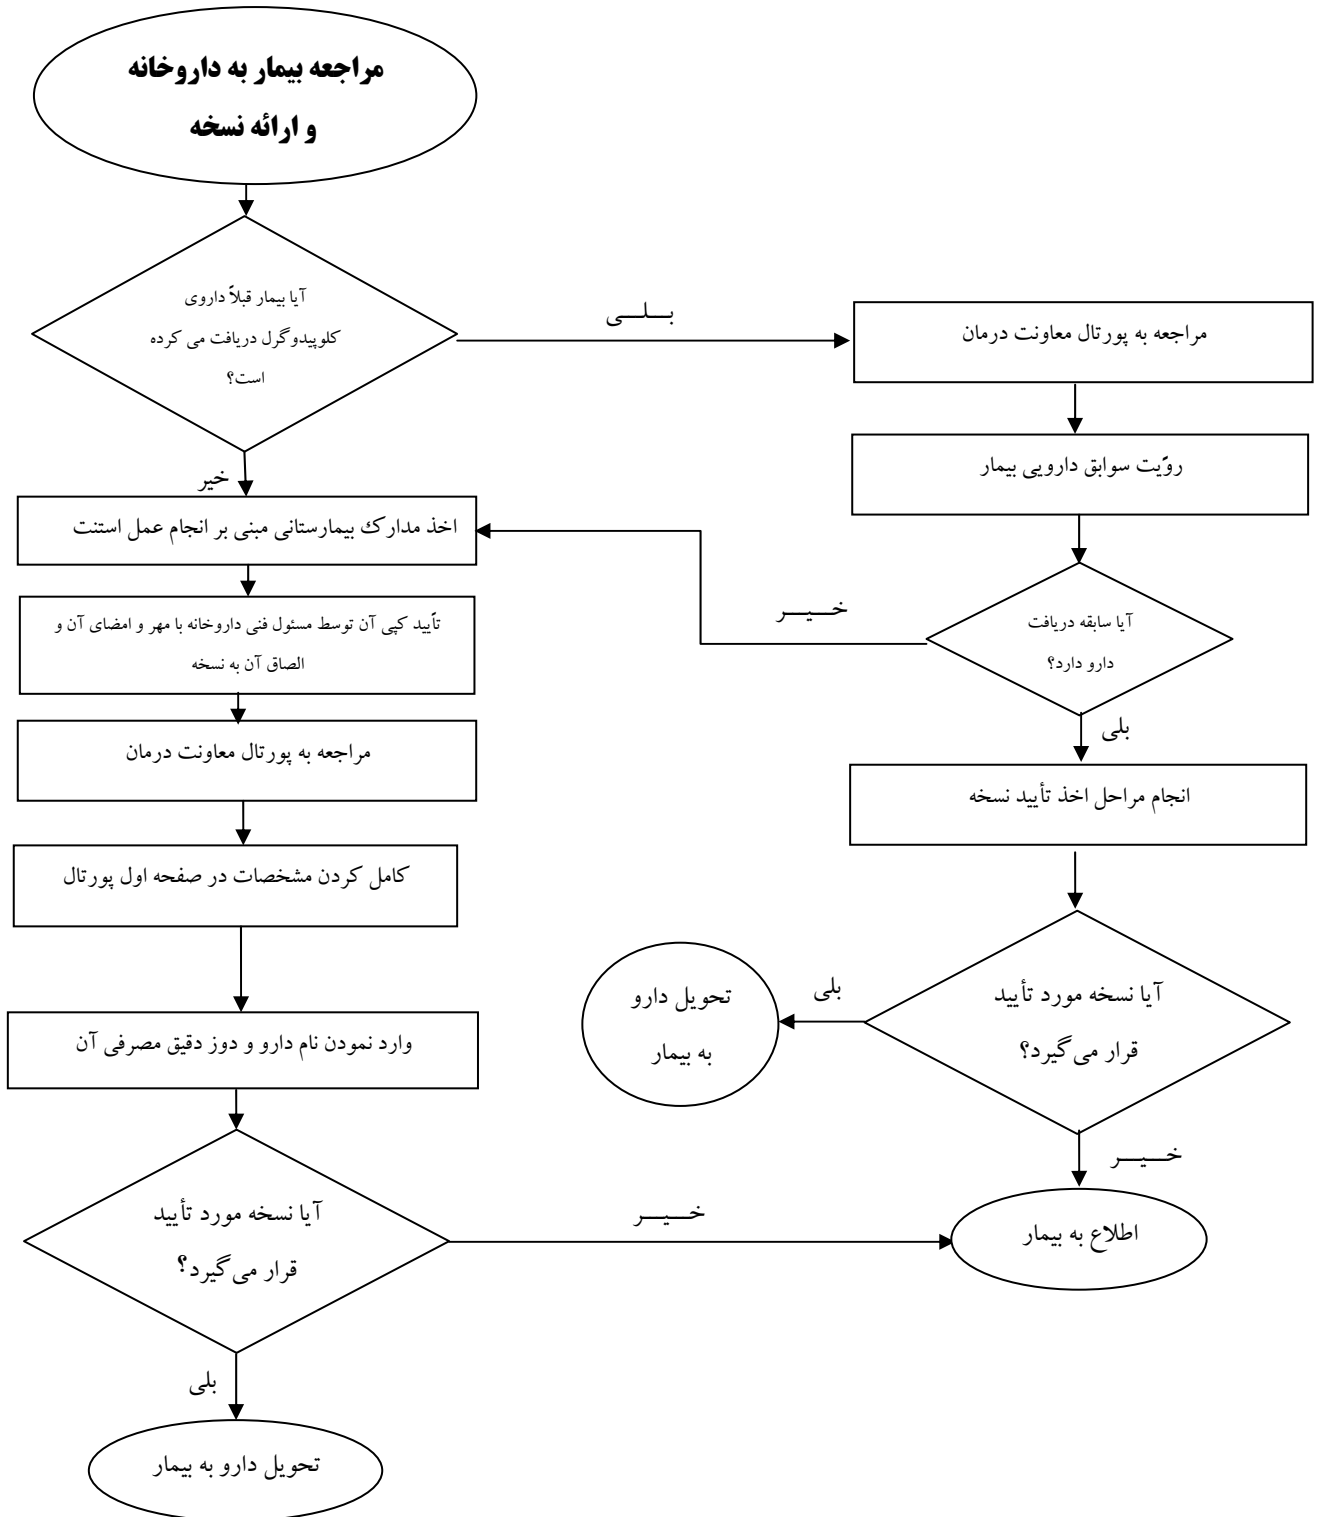 مراجعه بیمار به داروخانه
و ارائه نسخه
آیا بیمار قبلاً داروی
کلوپیدوگرل دریافت می کرده
است؟
بـــلـــی
مراجعه به پورتال معاونت درمان
رؤیت سوابق دارویی بیمار
خیر
اخذ مدارک بیمارستانی مبنی بر انجام عمل استنت
خـــیـــر
آیا سابقه دریافت
دارو دارد؟
تأیید کپی آن توسط مسئول فنی داروخانه با مهر و امضای آن و
الصاق آن به نسخه
بلی
مراجعه به پورتال معاونت درمان
انجام مراحل اخذ تأیید نسخه
کامل کردن مشخصات در صفحه اول پورتال
آیا نسخه مورد تأیید
قرار می گیرد؟
بلی
تحویل دارو
به بیمار
وارد نمودن نام دارو و دوز دقیق مصرفی آن
خـــیـــر
آیا نسخه مورد تأیید
قرار می گیرد؟
خـــیـــر
اطلاع به بیمار
بلی
تحویل دارو به بیمار